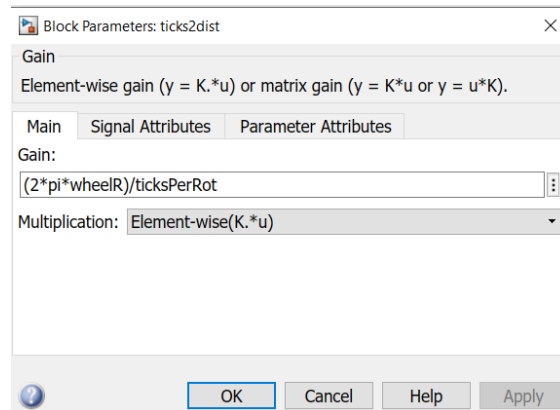 Block Parameters: ticks2dist
Gain
Element-wise gain (y = K.*u) or matrix gain (y = K*u or y = u*K).
Main Signal Attributes Parameter Attributes
Gain:
(2*pi*wheelR)/ticksPerRot
Multiplication: Element-wise(K.*u)
OK Cancel Help Apply